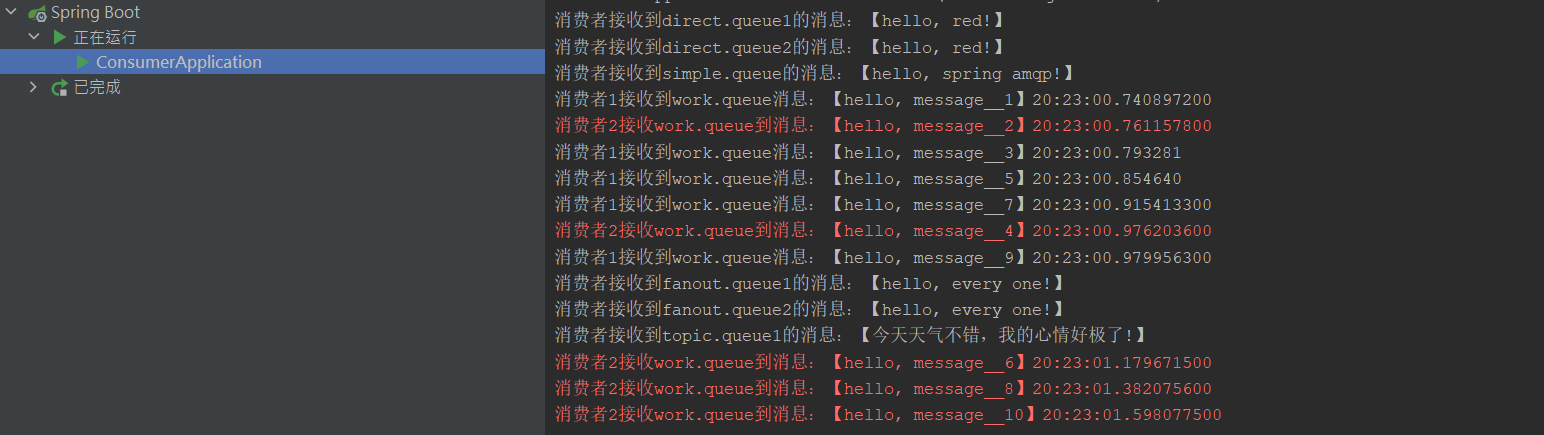 Spring Boot
正在运行
ConsumerApplication
已完成
消费者接收到direct.queue1的消息：【hello, red!】
消费者接收到direct.queue2的消息：【hello, red!】
消费者接收到simple.queue的消息：【hello, spring amqp!】
消费者1接收到work.queue消息：【hello, message__1】20:23:00.740897200
消费者2接收work.queue到消息：【hello, message__2】20:23:00.761157800
消费者1接收到work.queue消息：【hello, message__3】20:23:00.793281
消费者1接收到work.queue消息：【hello, message__5】20:23:00.854640
消费者1接收到work.queue消息：【hello, message__7】20:23:00.915413300
消费者2接收work.queue到消息：【hello, message__4】20:23:00.976203600
消费者1接收到work.queue消息：【hello, message__9】20:23:00.979956300
消费者接收到fanout.queue1的消息：【hello, every one!】
消费者接收到fanout.queue2的消息：【hello, every one!】
消费者接收到topic.queue1的消息：【今天天气不错，我的心情好极了!】
消费者2接收work.queue到消息：【hello, message__6】20:23:01.179671500
消费者2接收work.queue到消息：【hello, message__8】20:23:01.382075600
消费者2接收work.queue到消息：【hello, message__10】20:23:01.598077500